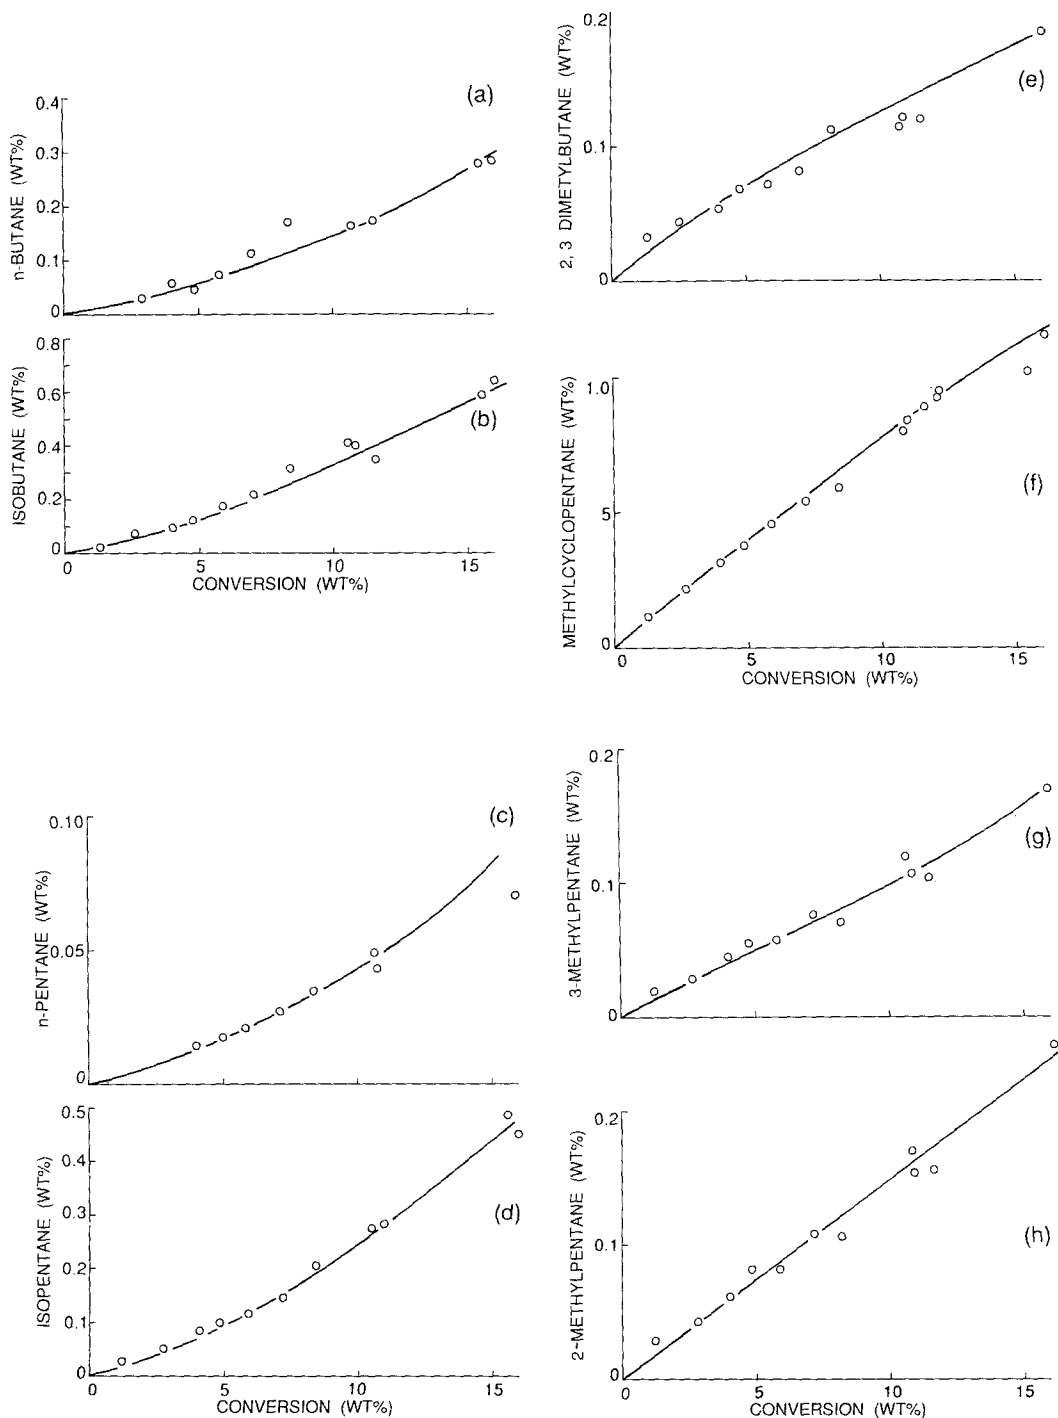 (a)
n-BUTANE (WT%)
0.4
0.3
0.2
0.1
0
(b)
ISOBUTANE (WT%)
0.8
0.6
0.4
0.2
0
0 5 10 15
CONVERSION (WT%)
(c)
n-PENTANE (WT%)
0.10
0.05
0
(d)
ISOPENTANE (WT%)
0.5
0.4
0.3
0.2
0.1
0
0 5 10 15
CONVERSION (WT%)
(e)
2, 3 DIMETYLBUTANE (WT%)
0.2
0.1
0
(f)
METHYLCYCLOPENTANE (WT%)
1.0
5
0
0 5 10 15
CONVERSION (WT%)
(g)
3-METHYLPENTANE (WT%)
0.2
0.1
0
(h)
2-METHYLPENTANE (WT%)
0.2
0.1
0
0 5 10 15
CONVERSION (WT%)